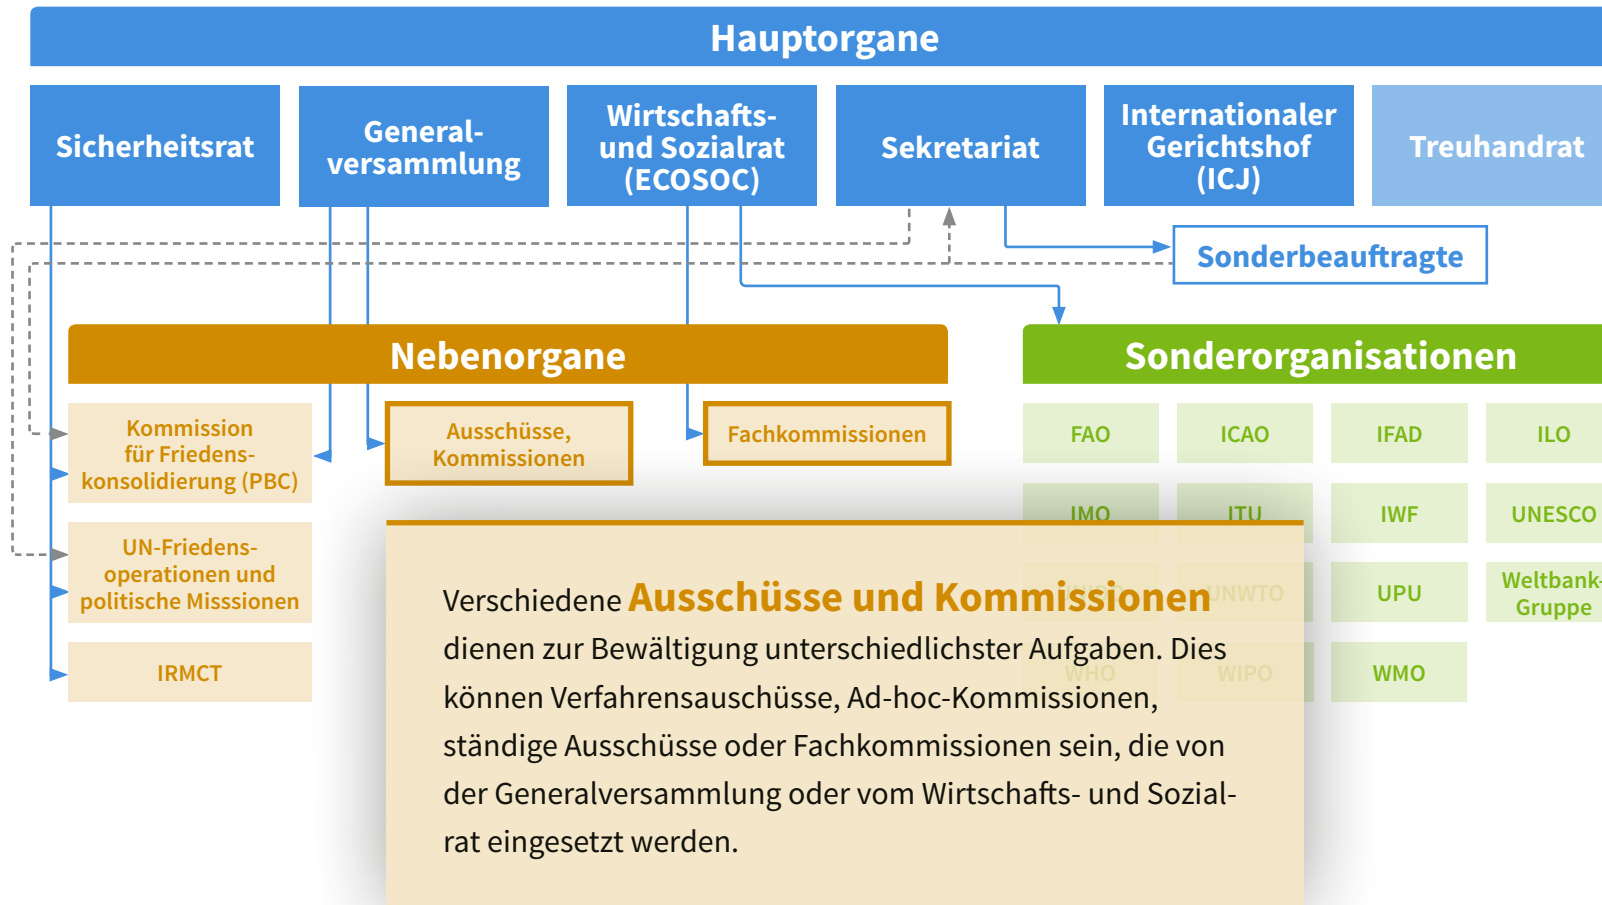 Hauptorgane
Sicherheitsrat
General-
versammlung
Wirtschafts-
und Sozialrat
(ECOSOC)
Sekretariat
Internationaler
Gerichtshof
(ICJ)
Treuhandrat
Sonderbeauftragte
Nebenorgane
Sonderorganisationen
Kommission
für Friedens-
konsolidierung (PBC)
Ausschüsse,
Kommissionen
Fachkommissionen
UN-Friedens-
operationen und
politische Misssionen
IRMCT
FAO
ICAO
IFAD
ILO
IMO
ITU
IWF
UNESCO
UNWTO
UPU
Weltbank-
Gruppe
WHO
WIPO
WMO
Verschiedene Ausschüsse und Kommissionen
dienen zur Bewältigung unterschiedlichster Aufgaben. Dies
können Verfahrensauschüsse, Ad-hoc-Kommissionen,
ständige Ausschüsse oder Fachkommissionen sein, die von
der Generalversammlung oder vom Wirtschafts- und Sozial-
rat eingesetzt werden.